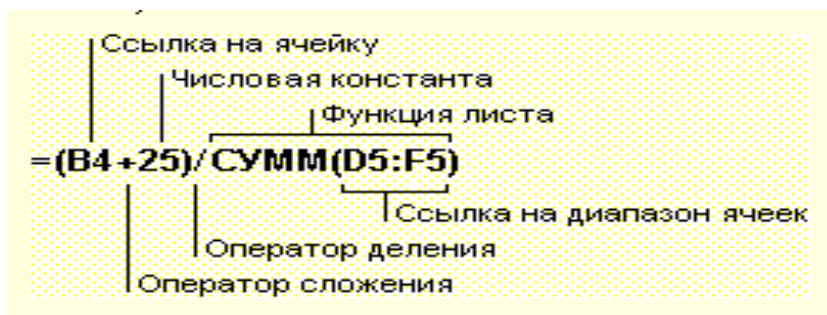 Ссылка на ячейку
Числовая константа
Функция листа
=(B4+25)/СУММ(D5:F5)
Ссылка на диапазон ячеек
Оператор деления
Оператор сложения